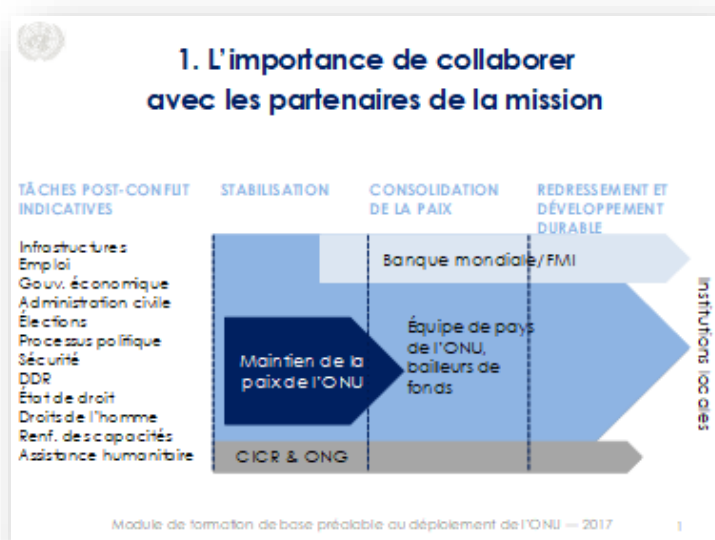 1. L'importance de collaborer
avec les partenaires de la mission
TÂCHES POST-CONFLIT
INDICATIVES
STABILISATION
CONSOLIDATION
DE LA PAIX
REDRESSEMENT ET
DÉVELOPPEMENT
DURABLE
Infrastructures
Emploi
Gouv. économique
Administration civile
Élections
Processus politique
Sécurité
DDR
État de droit
Droits de l'homme
Renf. des capacités
Assistance humanitaire
Banque mondiale/FMI
Maintien de la
paix de l'ONU
Équipe de pays
de l'ONU,
bailleurs de
fonds
CICR & ONG
Institutions locales
Module de formation de base préalable au déploiement de l'ONU — 2017
1